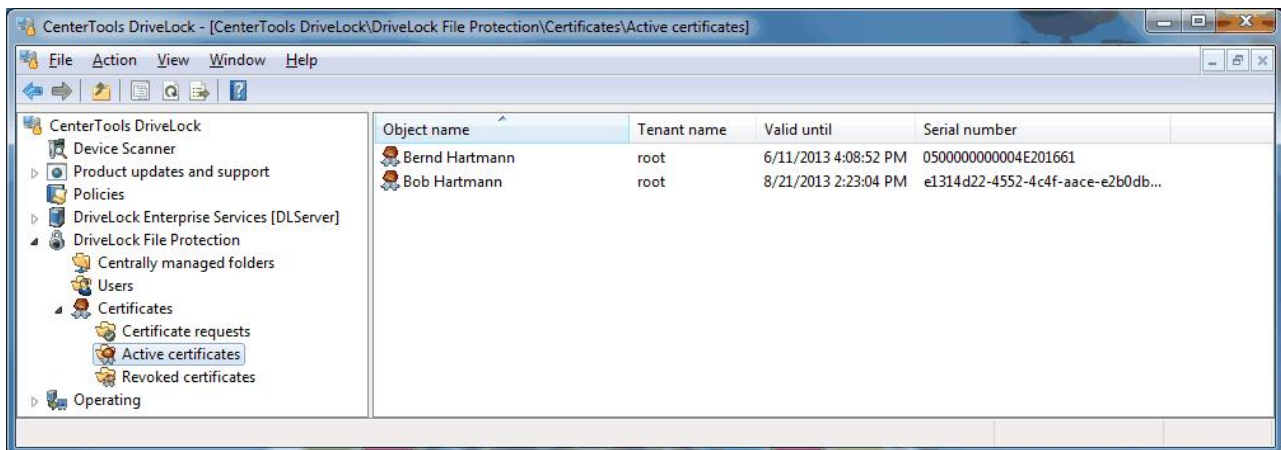 CenterTools DriveLock - [CenterTools DriveLock\DriveLock File Protection\Certificates\Active certificates]
File Action View Window Help
CenterTools DriveLock
Device Scanner
Product updates and support
Policies
DriveLock Enterprise Services [DLServer]
DriveLock File Protection
Centrally managed folders
Users
Certificates
Certificate requests
Active certificates
Revoked certificates
Operating
Object name Tenant name Valid until Serial number
Bernd Hartmann root 6/11/2013 4:08:52 PM 0500000000004E201661
Bob Hartmann root 8/21/2013 2:23:04 PM e1314d22-4552-4c4f-aace-e2b0db...